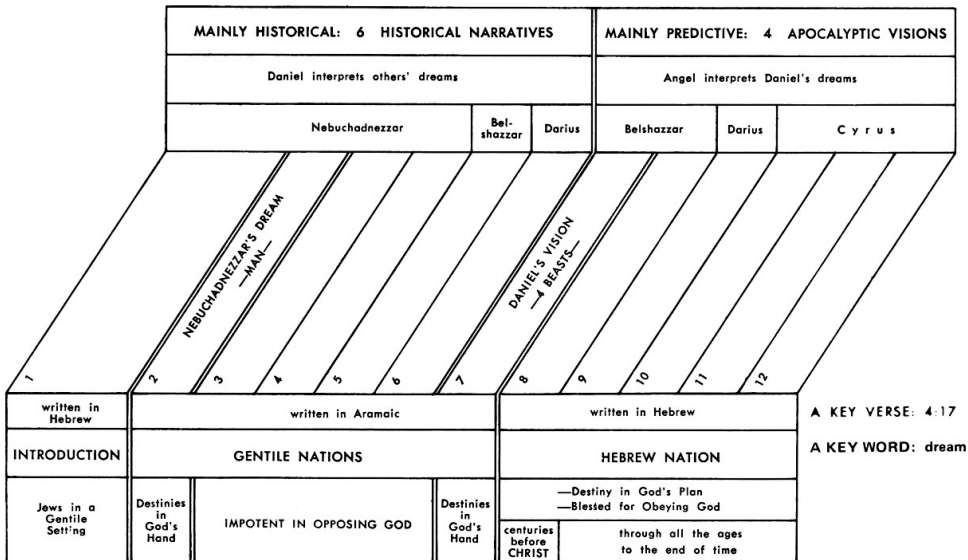 MAINLY HISTORICAL: 6 HISTORICAL NARRATIVES
MAINLY PREDICTIVE: 4 APOCALYPTIC VISIONS
Daniel interprets others' dreams
Angel interprets Daniel's dreams
Nebuchadnezzar
Bel-
shazzar
Darius
Belshazzar
Darius
Cyrus
NEBUCHADNEZZAR'S DREAM
—MAN—
DANIEL'S VISION
—4 BEASTS—
1
2
3
4
5
6
7
8
9
10
11
12
written in
Hebrew
written in Aramaic
written in Hebrew
A KEY VERSE: 4:17
INTRODUCTION
GENTILE NATIONS
HEBREW NATION
A KEY WORD: dream
Jews in a
Gentile
Setting
Destinies
in
God's
Hand
IMPOTENT IN OPPOSING GOD
Destinies
in
God's
Hand
—Destiny in God's Plan
—Blessed for Obeying God
centuries
before
CHRIST
through all the ages
to the end of time